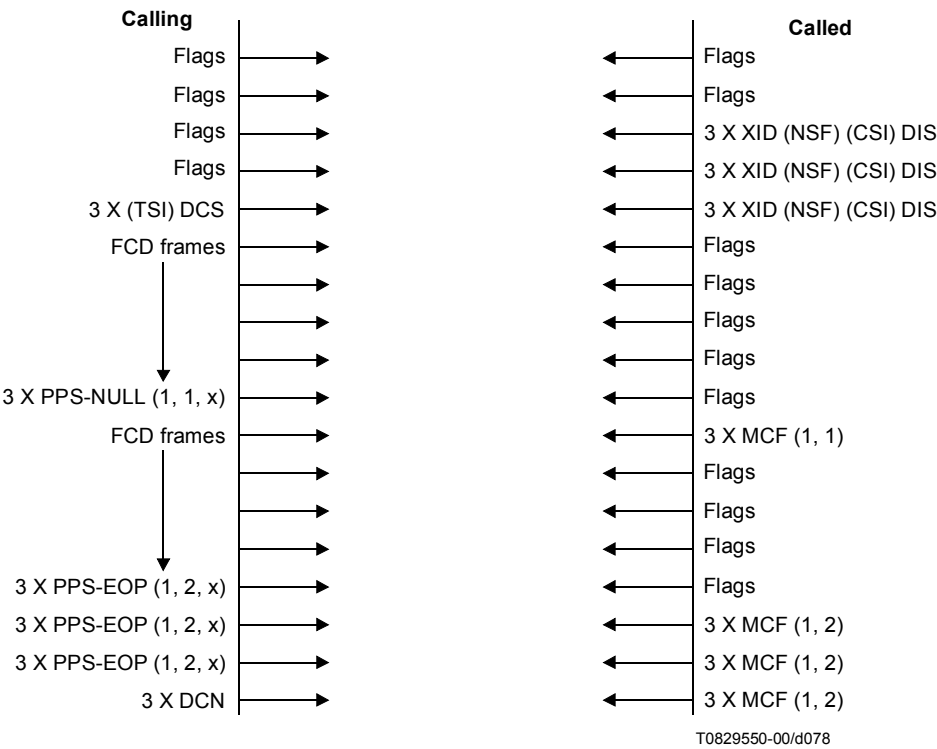 Calling Called
Flags Flags
Flags Flags
Flags 3 X XID (NSF) (CSI) DIS
Flags 3 X XID (NSF) (CSI) DIS
3 X (TSI) DCS 3 X XID (NSF) (CSI) DIS
FCD frames Flags
Flags
Flags
Flags
3 X PPS-NULL (1, 1, x) Flags
FCD frames 3 X MCF (1, 1)
Flags
Flags
Flags
3 X PPS-EOP (1, 2, x) Flags
3 X PPS-EOP (1, 2, x) 3 X MCF (1, 2)
3 X PPS-EOP (1, 2, x) 3 X MCF (1, 2)
3 X DCN 3 X MCF (1, 2)
T0829550-00/d078